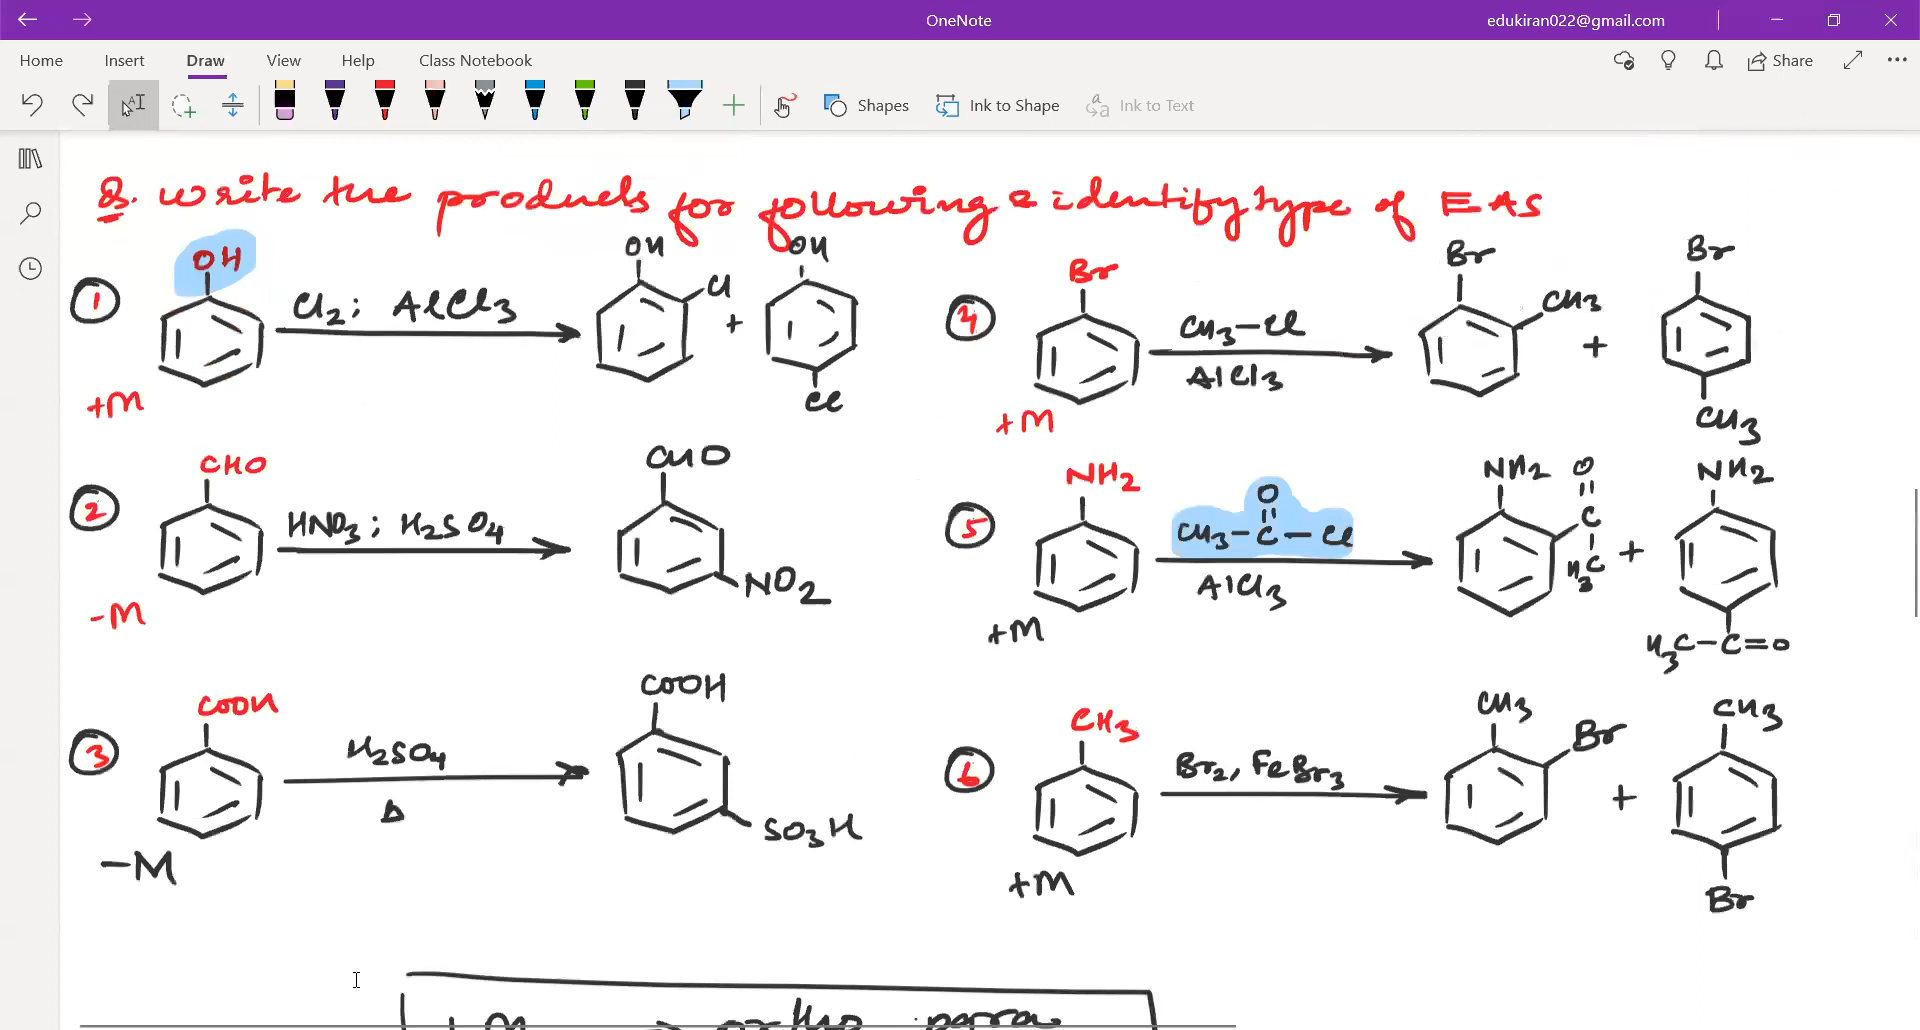 OneNote
edukiran022@gmail.com
Home Insert Draw View Help Class Notebook
Share
Shapes Ink to Shape Ink to Text
Q. Write the products for following & identify type of EAS
1
OH
Cl2; AlCl3
OH
Cl
+
OH
Cl
+M
2
CHO
HNO3; H2SO4
CHO
NO2
-M
3
COOH
H2SO4
Δ
COOH
SO3H
-M
4
Br
CH3-Cl
AlCl3
Br
CH3
+
Br
CH3
+M
5
NH2
O
CH3-C-Cl
AlCl3
NH2
O
C
H3C
+
NH2
H3C-C=O
+M
6
CH3
Br2, FeBr3
CH3
Br
+
CH3
Br
+M
+M → ortho para